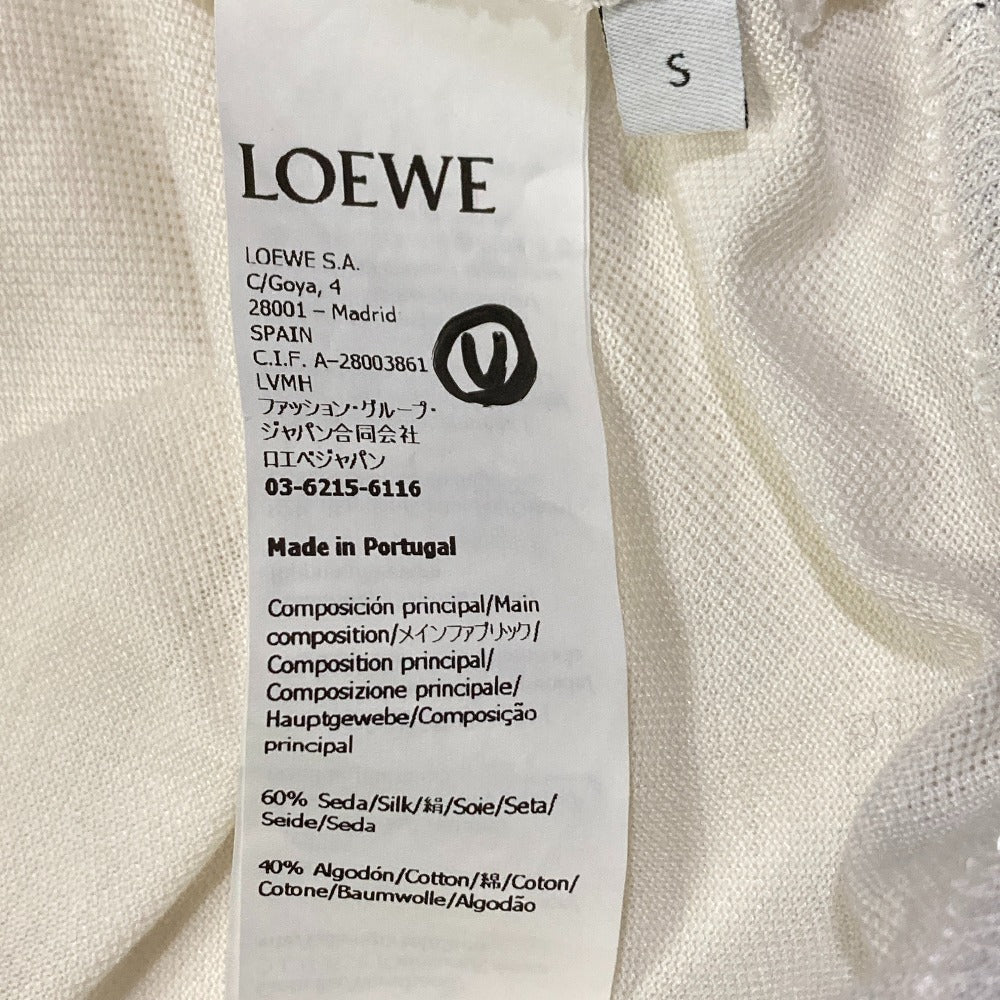 S
LOEWE
LOEWE S.A.
C/Goya, 4
28001 – Madrid
SPAIN
C.I.F. A–28003861
U
LVMH
ファッション・グループ・
ジャパン合同会社
ロエベジャパン
03-6215-6116
Made in Portugal
Composición principal/Main
composition/メインファブリック/
Composition principal/
Composizione principale/
Hauptgewebe/Composição
principal
60% Seda/Silk/絹/Soie/Seta/
Seide/Seda
40% Algodón/Cotton/綿/Coton/
Cotone/Baumwolle/Algodão